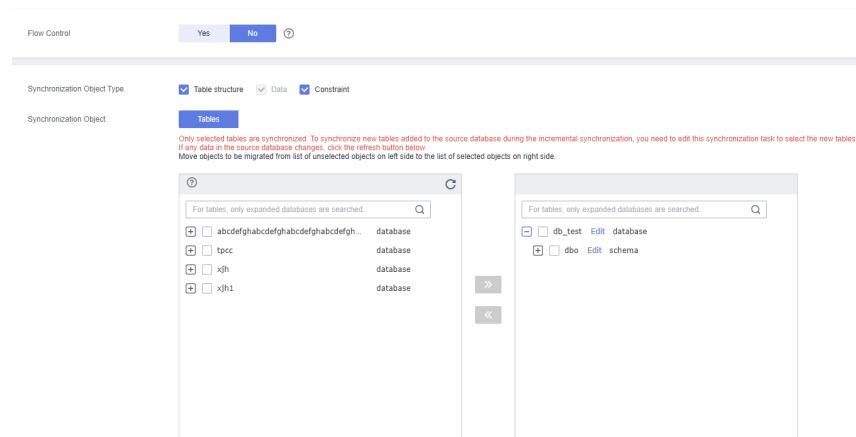 Flow Control Yes No
Synchronization Object Type Table structure Data Constraint
Synchronization Object Tables
Only selected tables are synchronized. To synchronize new tables added to the source database during the incremental synchronization, you need to edit this synchronization task to select the new tables
If any data in the source database changes, click the refresh button below.
Move objects to be migrated from list of unselected objects on left side to the list of selected objects on right side.
For tables, only expanded databases are searched.
abcdefghabcdefghabcdefghabcdefgh... database
tpcc database
xjh database
xjh1 database
For tables, only expanded databases are searched.
db_test Edit database
dbo Edit schema